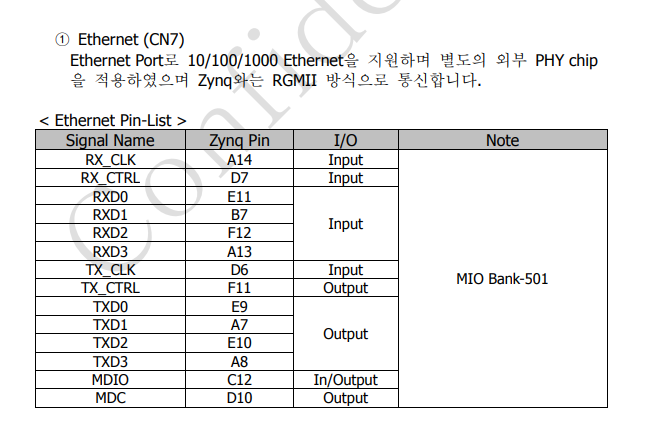 ① Ethernet (CN7)
Ethernet Port로 10/100/1000 Ethernet을 지원하며 별도의 외부 PHY chip
을 적용하였으며 Zynq와는 RGMII 방식으로 통신합니다.
< Ethernet Pin-List >
Signal Name Zynq Pin I/O Note
RX_CLK A14 Input
RX_CTRL D7 Input
RXD0 E11
RXD1 B7
Input
RXD2 F12
RXD3 A13
TX_CLK D6 Input
MIO Bank-501
TX_CTRL F11 Output
TXD0 E9
TXD1 A7
Output
TXD2 E10
TXD3 A8
MDIO C12 In/Output
MDC D10 Output
Confide